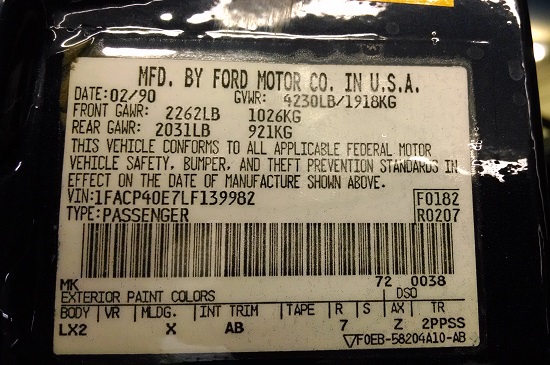 MFD. BY FORD MOTOR CO. IN U.S.A.
DATE: 02/90 GVWR: 4230LB/1918KG
FRONT GAWR: 2262LB 1026KG
REAR GAWR: 2031LB 921KG
THIS VEHICLE CONFORMS TO ALL APPLICABLE FEDERAL MOTOR
VEHICLE SAFETY, BUMPER, AND THEFT PREVENTION STANDARDS IN
EFFECT ON THE DATE OF MANUFACTURE SHOWN ABOVE.
VIN: 1FACP40E7LF139982 F0182
TYPE: PASSENGER R0207
MK 72 0038
EXTERIOR PAINT COLORS DSO
BODY | VR | MLDG. | INT TRIM | TAPE | R | S | AX | TR
LX2 X AB 7 Z 2PPSS
▽F0EB-58204A10-AB